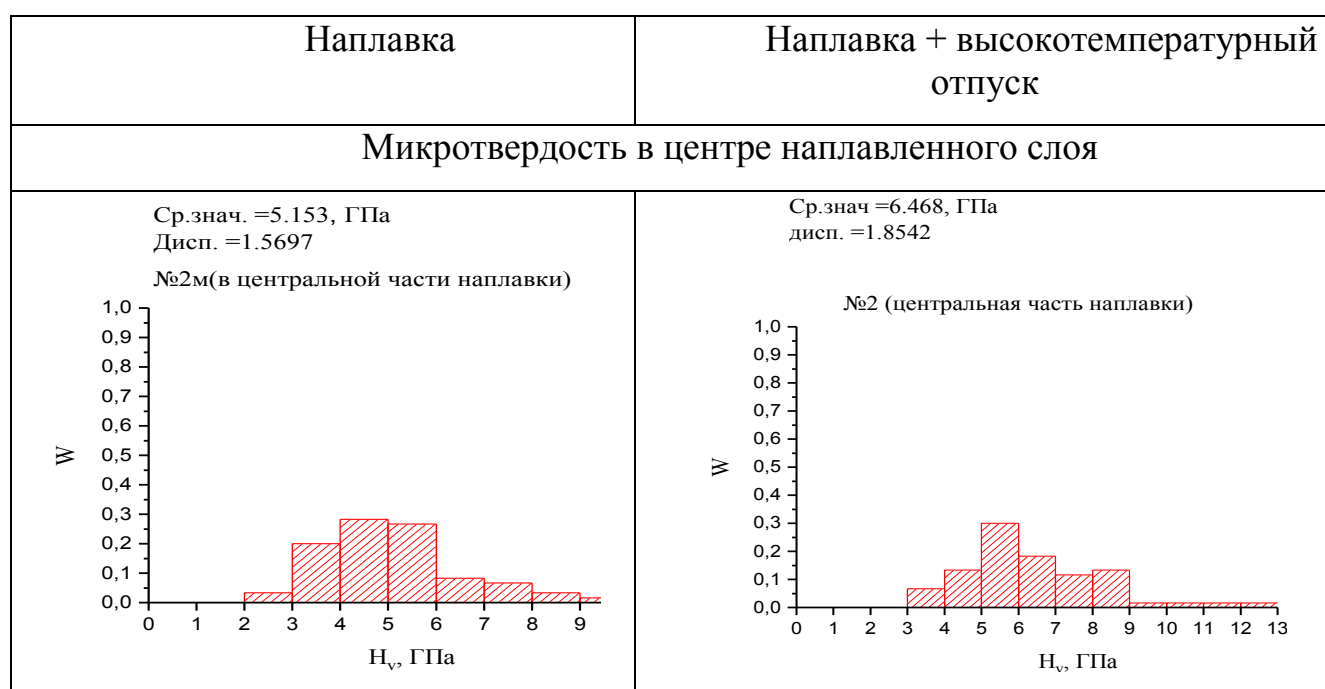 Наплавка
Наплавка + высокотемпературный
отпуск
Микротвердость в центре наплавленного слоя
Ср.знач. =5.153, ГПа
Дисп. =1.5697
№2м(в центральной части наплавки)
1,0
0,9
0,8
0,7
0,6
0,5
0,4
0,3
0,2
0,1
0,0
W
0 1 2 3 4 5 6 7 8 9
Hv, ГПа
Ср.знач =6.468, ГПа
дисп. =1.8542
№2 (центральная часть наплавки)
1,0
0,9
0,8
0,7
0,6
0,5
0,4
0,3
0,2
0,1
0,0
W
0 1 2 3 4 5 6 7 8 9 10 11 12 13
Hv, ГПа